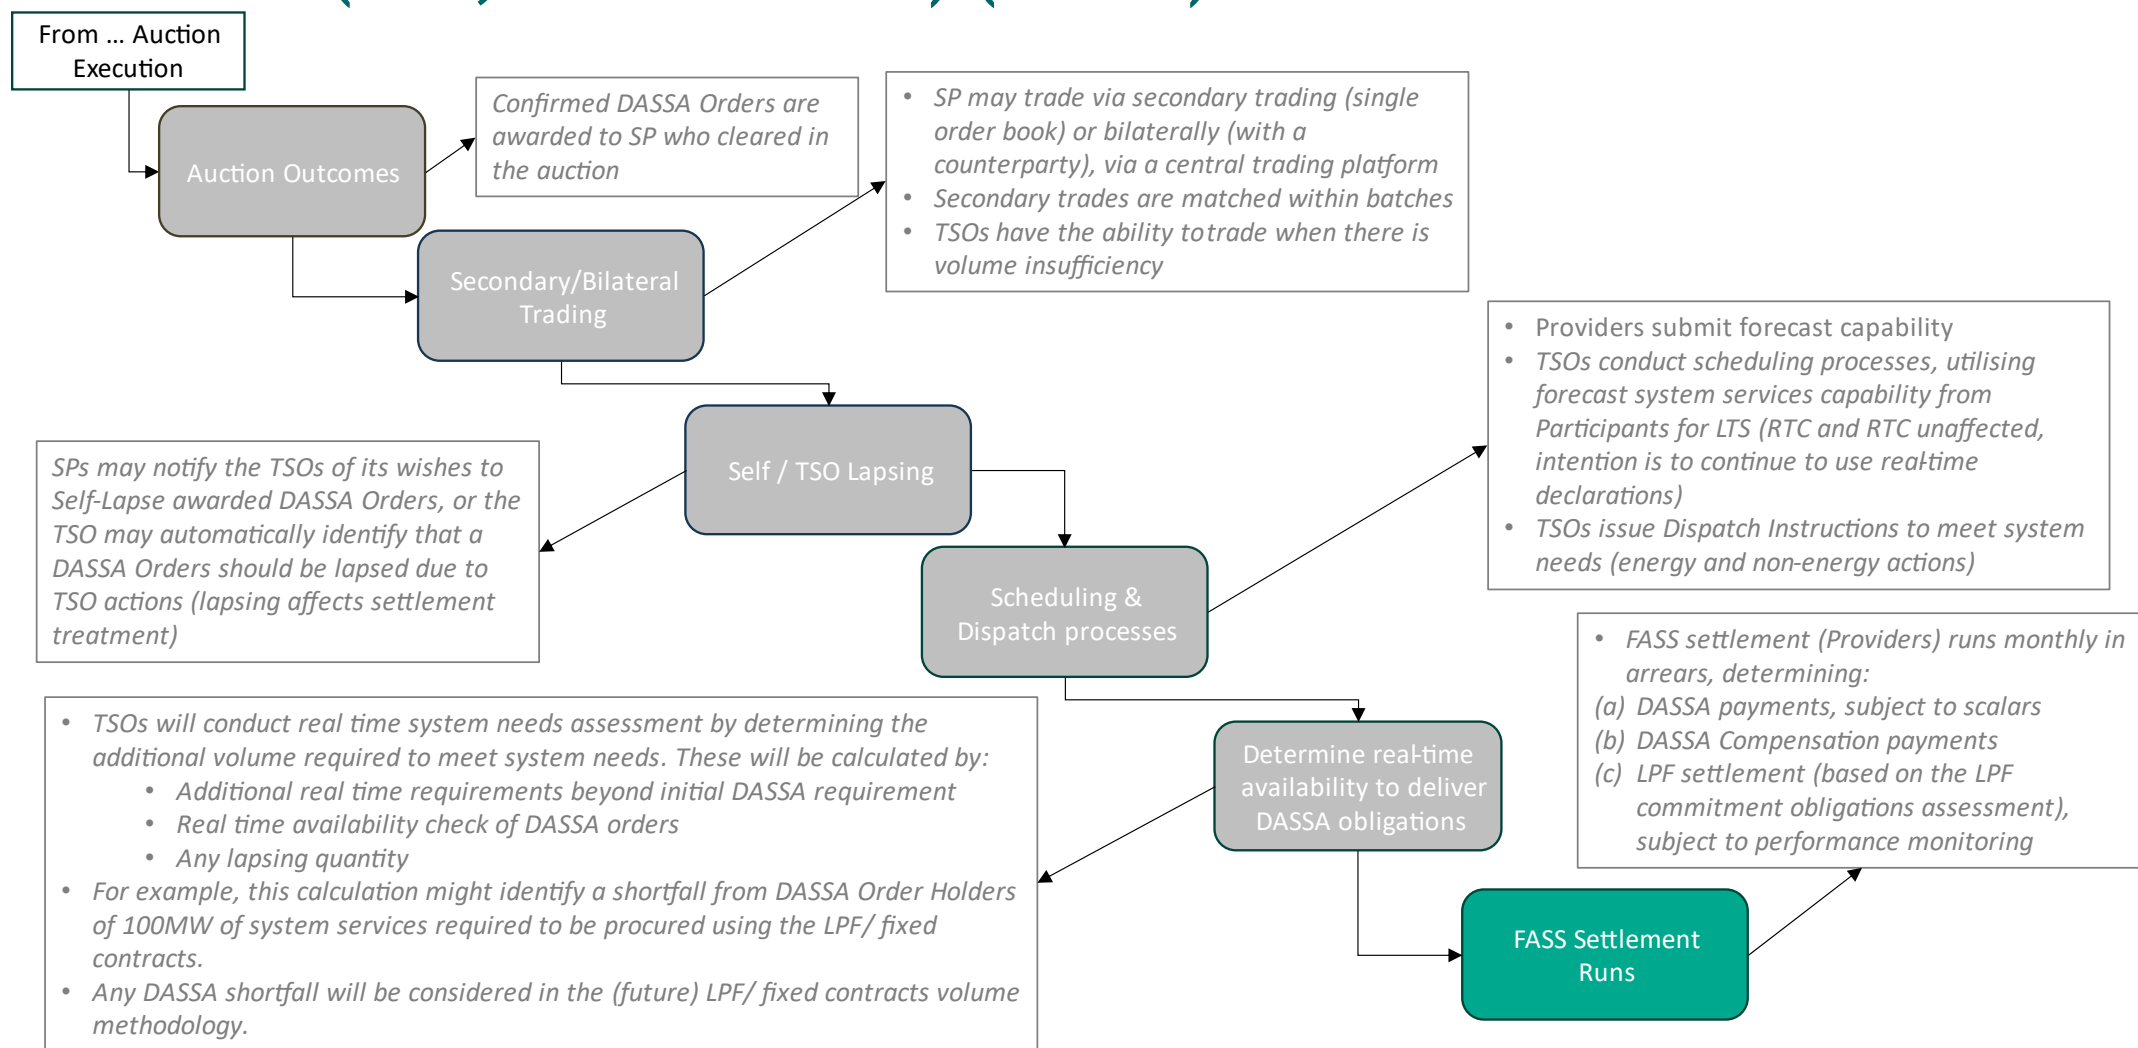 From ... Auction
Execution
Auction Outcomes
Confirmed DASSA Orders are
awarded to SP who cleared in
the auction
• SP may trade via secondary trading (single
order book) or bilaterally (with a
counterparty), via a central trading platform
• Secondary trades are matched within batches
• TSOs have the ability to trade when there is
volume insufficiency
Secondary/Bilateral
Trading
• Providers submit forecast capability
• TSOs conduct scheduling processes, utilising
forecast system services capability from
Participants for LTS (RTC and RTC unaffected,
intention is to continue to use real-time
declarations)
• TSOs issue Dispatch Instructions to meet system
needs (energy and non-energy actions)
Self / TSO Lapsing
SPs may notify the TSOs of its wishes to
Self-Lapse awarded DASSA Orders, or the
TSO may automatically identify that a
DASSA Orders should be lapsed due to
TSO actions (lapsing affects settlement
treatment)
Scheduling &
Dispatch processes
• FASS settlement (Providers) runs monthly in
arrears, determining:
(a) DASSA payments, subject to scalars
(b) DASSA Compensation payments
(c) LPF settlement (based on the LPF
commitment obligations assessment),
subject to performance monitoring
• TSOs will conduct real time system needs assessment by determining the
additional volume required to meet system needs. These will be calculated by:
• Additional real time requirements beyond initial DASSA requirement
• Real time availability check of DASSA orders
• Any lapsing quantity
• For example, this calculation might identify a shortfall from DASSA Order Holders
of 100MW of system services required to be procured using the LPF/ fixed
contracts.
• Any DASSA shortfall will be considered in the (future) LPF/ fixed contracts volume
methodology.
Determine real-time
availability to deliver
DASSA obligations
FASS Settlement
Runs